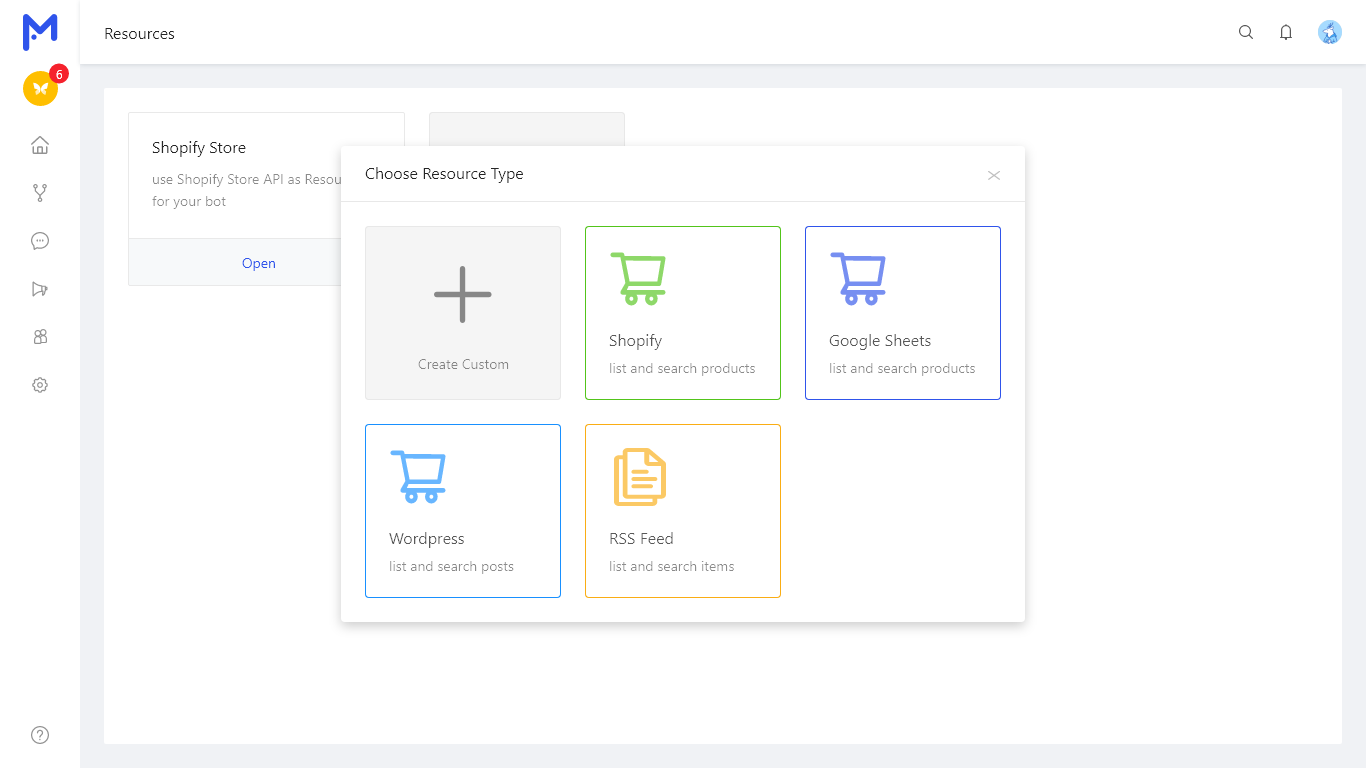 Resources
6
Shopify Store
use Shopify Store API as Resou
for your bot
Open
Choose Resource Type
Create Custom
Shopify
list and search products
Google Sheets
list and search products
Wordpress
list and search posts
RSS Feed
list and search items